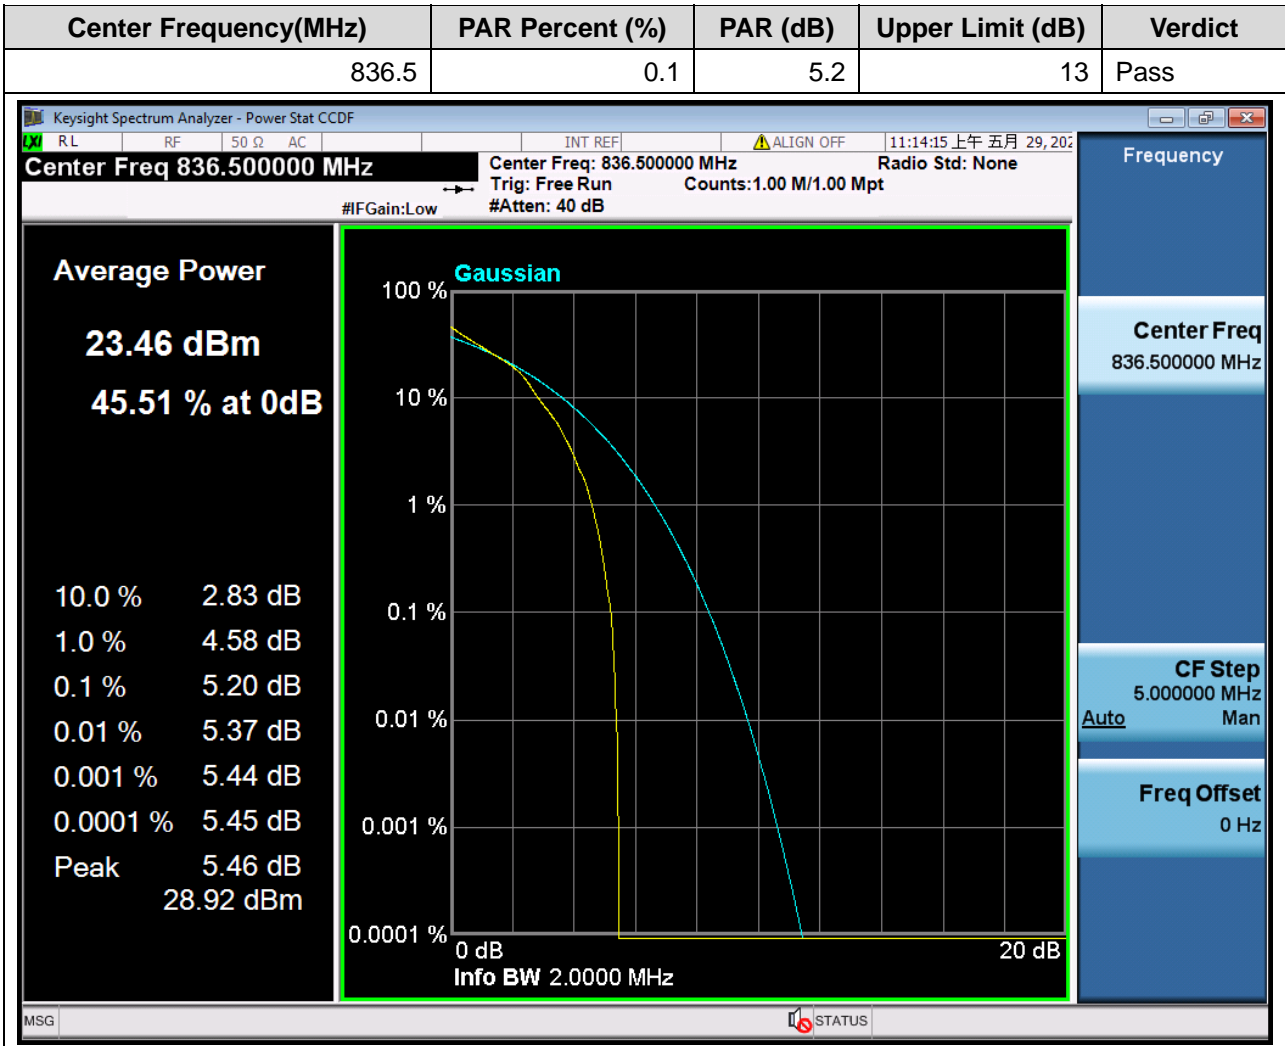 Center Frequency(MHz) PAR Percent (%) PAR (dB) Upper Limit (dB) Verdict
836.5 0.1 5.2 13 Pass
Keysight Spectrum Analyzer - Power Stat CCDF
LXI RL RF 50 Ω AC INT REF ALIGN OFF 11:14:15 上午 五月 29, 202
Center Freq 836.500000 MHz
Center Freq: 836.500000 MHz Radio Std: None
Trig: Free Run Counts:1.00 M/1.00 Mpt
#IFGain:Low #Atten: 40 dB
Average Power
23.46 dBm
45.51 % at 0dB
10.0 % 2.83 dB
1.0 % 4.58 dB
0.1 % 5.20 dB
0.01 % 5.37 dB
0.001 % 5.44 dB
0.0001 % 5.45 dB
Peak 5.46 dB
28.92 dBm
Gaussian
100 %
10 %
1 %
0.1 %
0.01 %
0.001 %
0.0001 %
0 dB 20 dB
Info BW 2.0000 MHz
Frequency
Center Freq
836.500000 MHz
CF Step
5.000000 MHz
Auto Man
Freq Offset
0 Hz
MSG STATUS